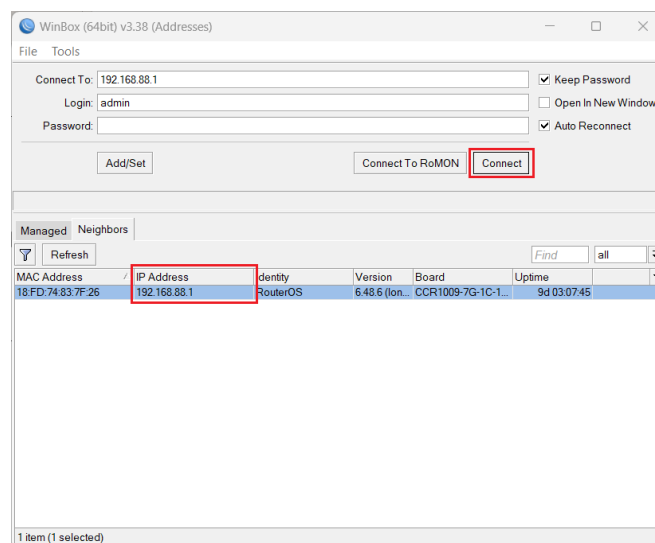 WinBox (64bit) v3.38 (Addresses)
File Tools
Connect To: 192.168.88.1
Keep Password
Login: admin
Open In New Window
Password:
Auto Reconnect
Add/Set
Connect To RoMON
Connect
Managed Neighbors
Refresh
Find
all
MAC Address IP Address dentity Version Board Uptime
18:FD:74:83:7F:26 192.168.88.1 RouterOS 6.48.6 (lon... CCR1009-7G-1C-1... 9d 03:07:45
1 item (1 selected)